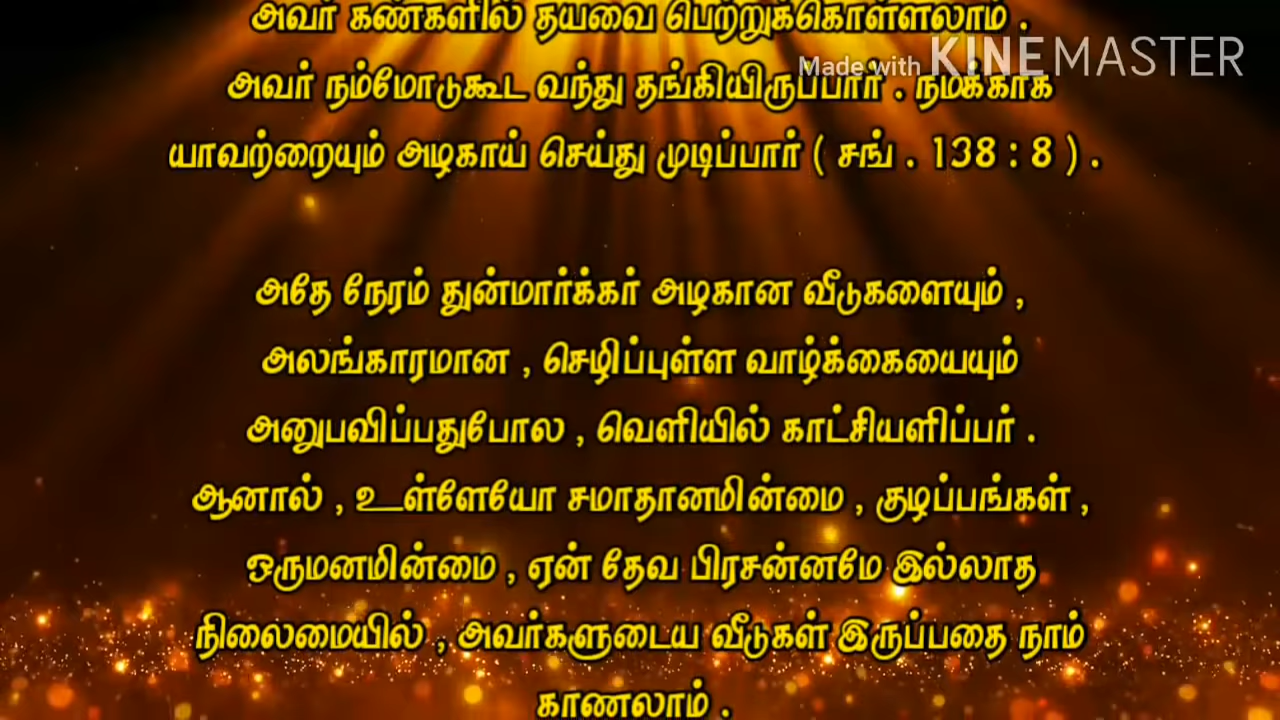 அவர் கண்களில் தயவை பெற்றுக்கொள்ளலாம் .
Made with KINEMASTER
அவர் நம்மோடுகூட வந்து தங்கியிருப்பார் . நமக்காக
யாவற்றையும் அழகாய் செய்து முடிப்பார் ( சங் . 138 : 8 ) .
அதே நேரம் துன்மார்க்கர் அழகான வீடுகளையும் ,
அலங்காரமான , செழிப்புள்ள வாழ்க்கையையும்
அனுபவிப்பதுபோல , வெளியில் காட்சியளிப்பர் .
ஆனால் , உள்ளேயோ சமாதானமின்மை , குழப்பங்கள் ,
ஒருமனமின்மை , ஏன் தேவ பிரசன்னமே இல்லாத
நிலைமையில் , அவர்களுடைய வீடுகள் இருப்பதை நாம்
காணலாம் .